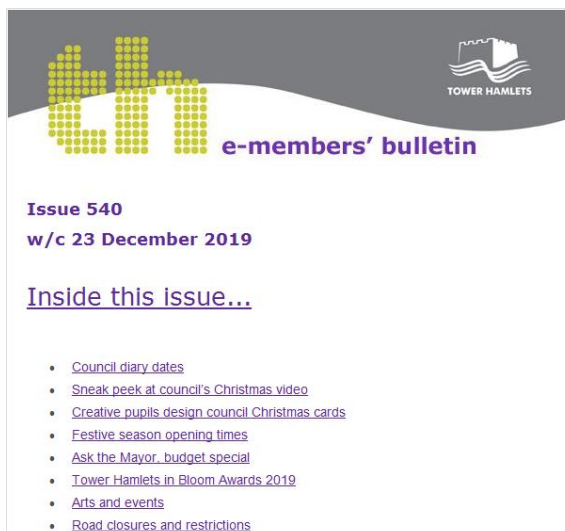 th
TOWER HAMLETS
e-members' bulletin
Issue 540
w/c 23 December 2019
Inside this issue...
Council diary dates
Sneak peek at council's Christmas video
Creative pupils design council Christmas cards
Festive season opening times
Ask the Mayor, budget special
Tower Hamlets in Bloom Awards 2019
Arts and events
Road closures and restrictions